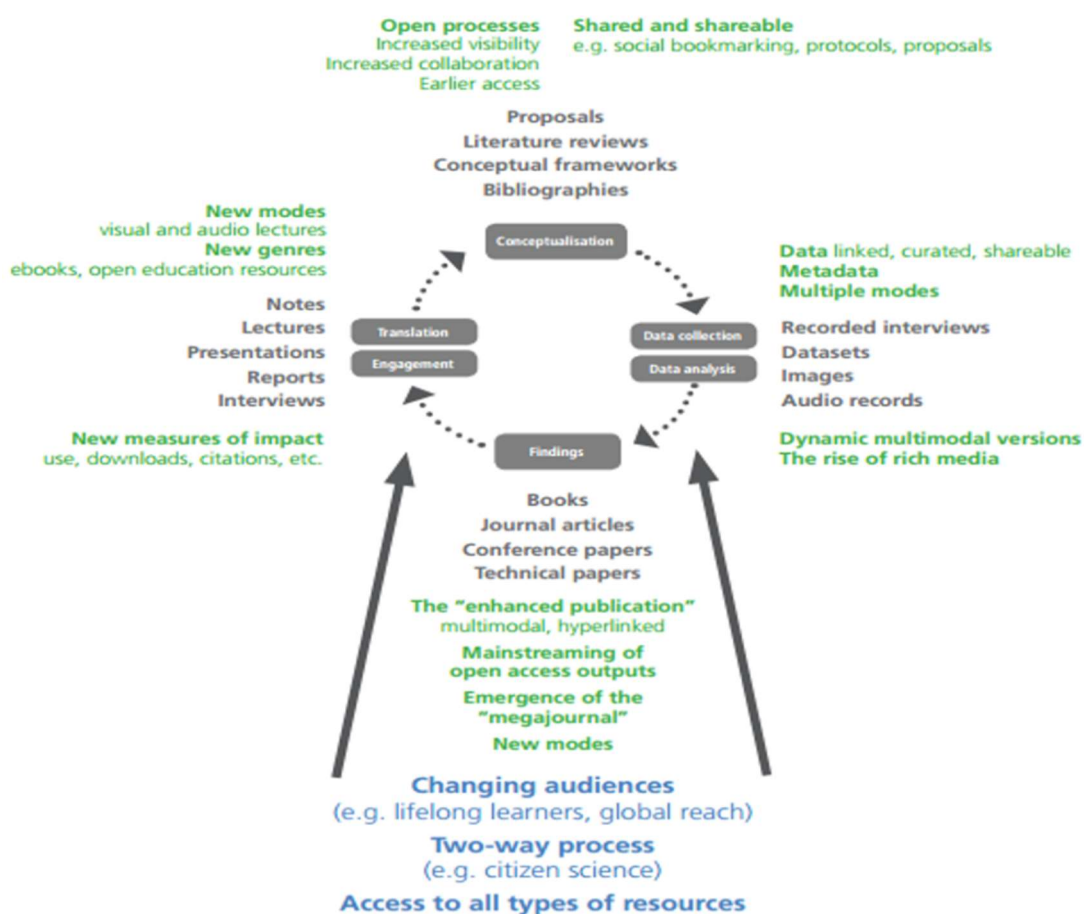 Open processes
Increased visibility
Increased collaboration
Earlier access
Shared and shareable
e.g. social bookmarking, protocols, proposals
Proposals
Literature reviews
Conceptual frameworks
Bibliographies
New modes
visual and audio lectures
New genres
ebooks, open education resources
Conceptualisation
Data linked, curated, shareable
Metadata
Multiple modes
Notes
Lectures
Presentations
Reports
Interviews
Translation
Engagement
Data collection
Data analysis
Recorded interviews
Datasets
Images
Audio records
New measures of impact
use, downloads, citations, etc.
Findings
Dynamic multimodal versions
The rise of rich media
Books
Journal articles
Conference papers
Technical papers
The "enhanced publication"
multimodal, hyperlinked
Mainstreaming of
open access outputs
Emergence of the
"megajournal"
New modes
Changing audiences
(e.g. lifelong learners, global reach)
Two-way process
(e.g. citizen science)
Access to all types of resources